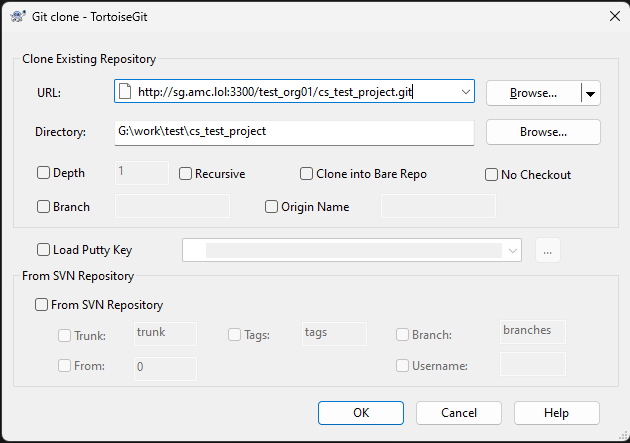 Git clone - TortoiseGit
Clone Existing Repository
URL: http://sg.amc.lol:3300/test_org01/cs_test_project.git Browse...
Directory: G:\work\test\cs_test_project Browse...
Depth 1 Recursive Clone into Bare Repo No Checkout
Branch Origin Name
Load Putty Key ...
From SVN Repository
From SVN Repository
Trunk: trunk Tags: tags Branch: branches
From: 0 Username:
OK Cancel Help